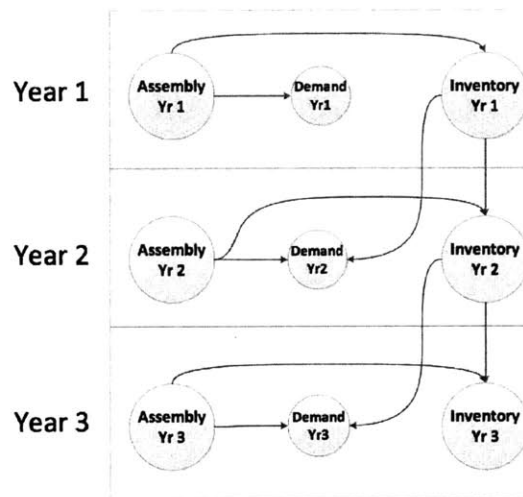 Year 1
Assembly
Yr 1
Demand
Yr1
Inventory
Yr 1
Year 2
Assembly
Yr 2
Demand
Yr2
Inventory
Yr 2
Year 3
Assembly
Yr 3
Demand
Yr3
Inventory
Yr 3